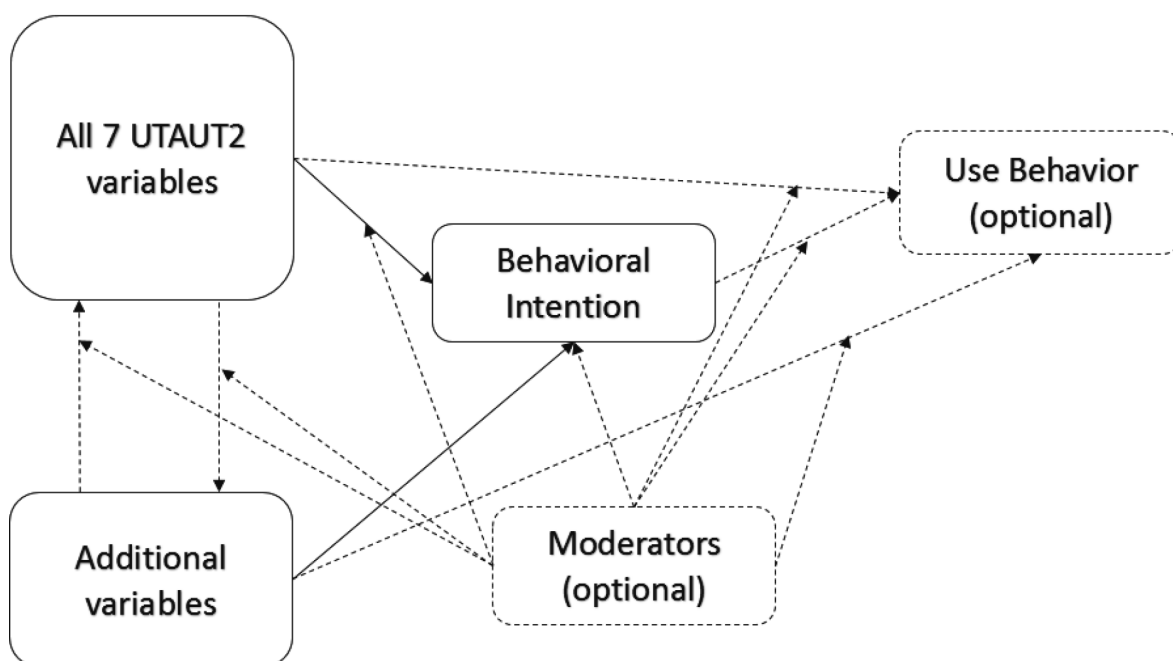 All 7 UTAUT2
variables
Use Behavior
(optional)
Behavioral
Intention
Additional
variables
Moderators
(optional)